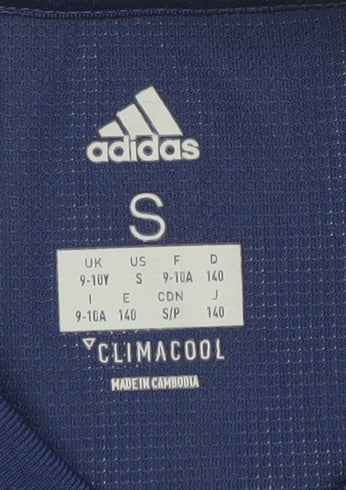 adidas
S
UK US F D
9-10Y S 9-10A 140
I E CDN J
9-10A 140 S/P 140
CLIMACOOL
MADE IN CAMBODIA